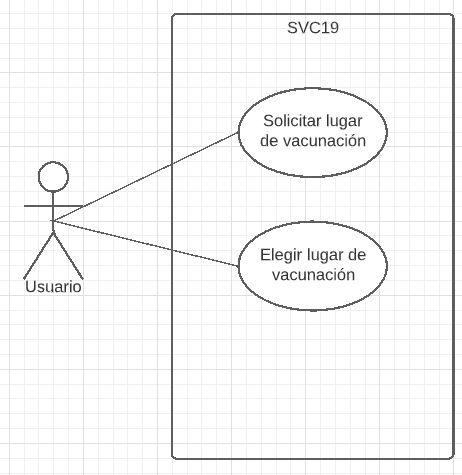 SVC19
Solicitar lugar
de vacunación
Elegir lugar de
vacunación
Usuario